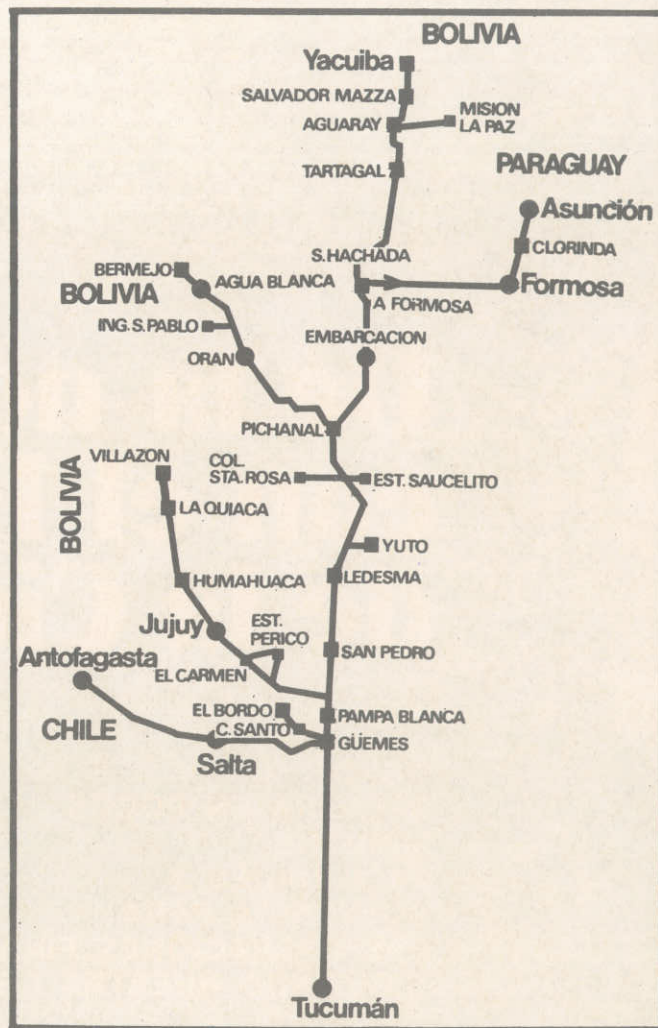 BOLIVIA
Yacuiba
SALVADOR MAZZA
MISION
LA PAZ
AGUARAY
PARAGUAY
TARTAGAL
Asunción
CLORINDA
S. HACHADA
BERMEJO
AGUA BLANCA
BOLIVIA
Formosa
A FORMOSA
ING. S. PABLO
EMBARCACION
ORAN
PICHANAL
VILLAZON
COL.
STA. ROSA
EST. SAUCELITO
BOLIVIA
LA QUIACA
YUTO
HUMAHUACA
LEDESMA
Jujuy
EST.
PERICO
SAN PEDRO
Antofagasta
EL CARMEN
EL BORDO
PAMPA BLANCA
CHILE
C. SANTO
GÜEMES
Salta
Tucumán